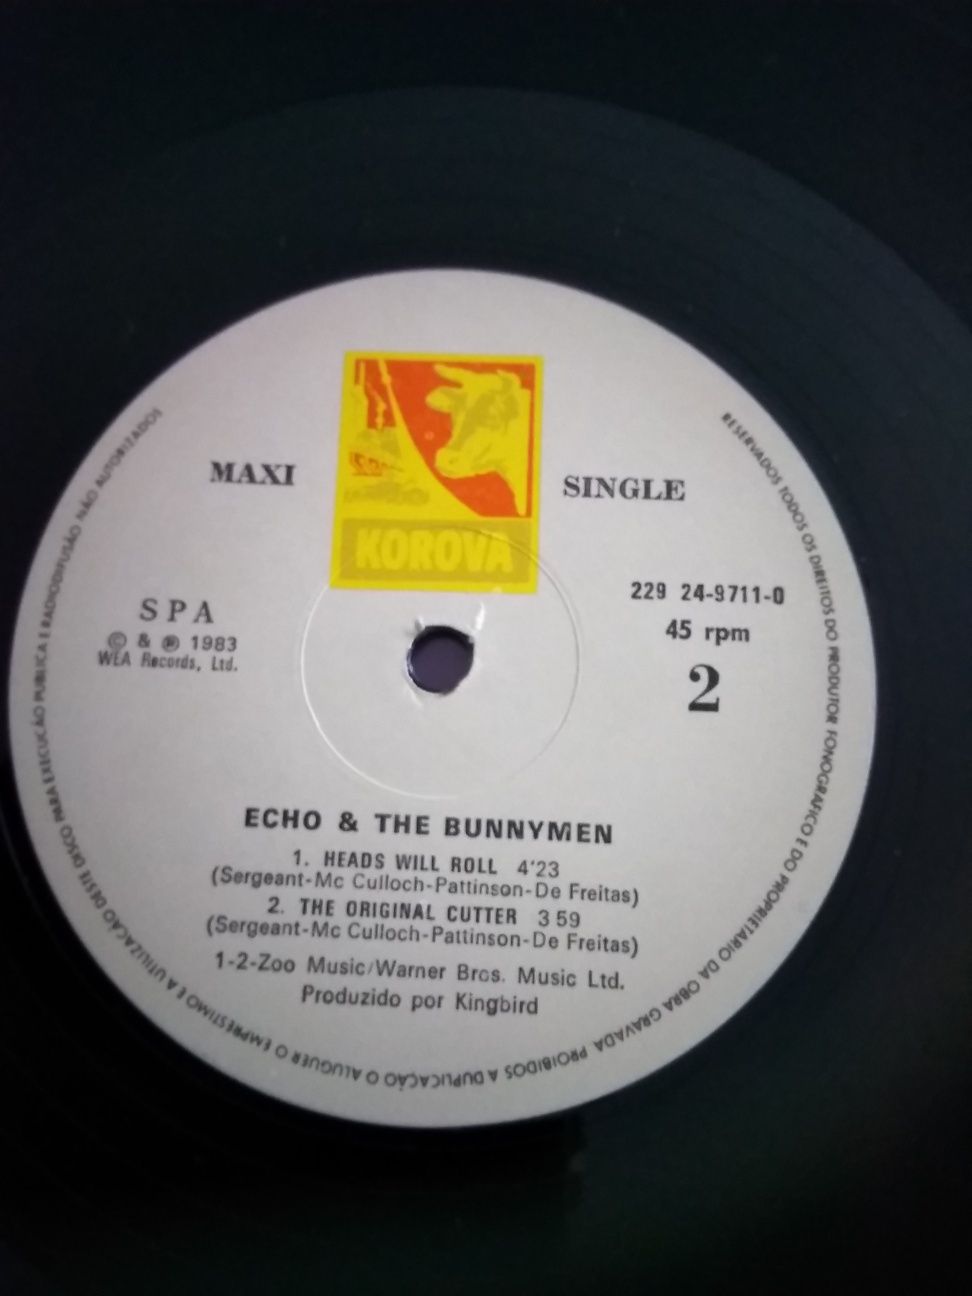 MAXI
SINGLE
KOROVA
SPA
© & ℗ 1983
WEA Records, Ltd.
229 24-9711-0
45 rpm
2
ECHO & THE BUNNYMEN
1. HEADS WILL ROLL 4'23
(Sergeant-Mc Culloch-Pattinson-De Freitas)
2. THE ORIGINAL CUTTER 3 59
(Sergeant-Mc Culloch-Pattinson-De Freitas)
1-2-Zoo Music/Warner Bros. Music Ltd.
Produzido por Kingbird
RESERVADOS TODOS OS DIREITOS DO PRODUTOR FONOGRÁFICO E DO PROPRIETÁRIO DA OBRA GRAVADA PROIBIDOS A DUPLICAÇÃO O ALUGUER O EMPRÉSTIMO E A UTILIZAÇÃO DESTE DISCO PARA EXECUÇÃO PUBLICA E RADIODIFUSÃO NÃO AUTORIZADOS